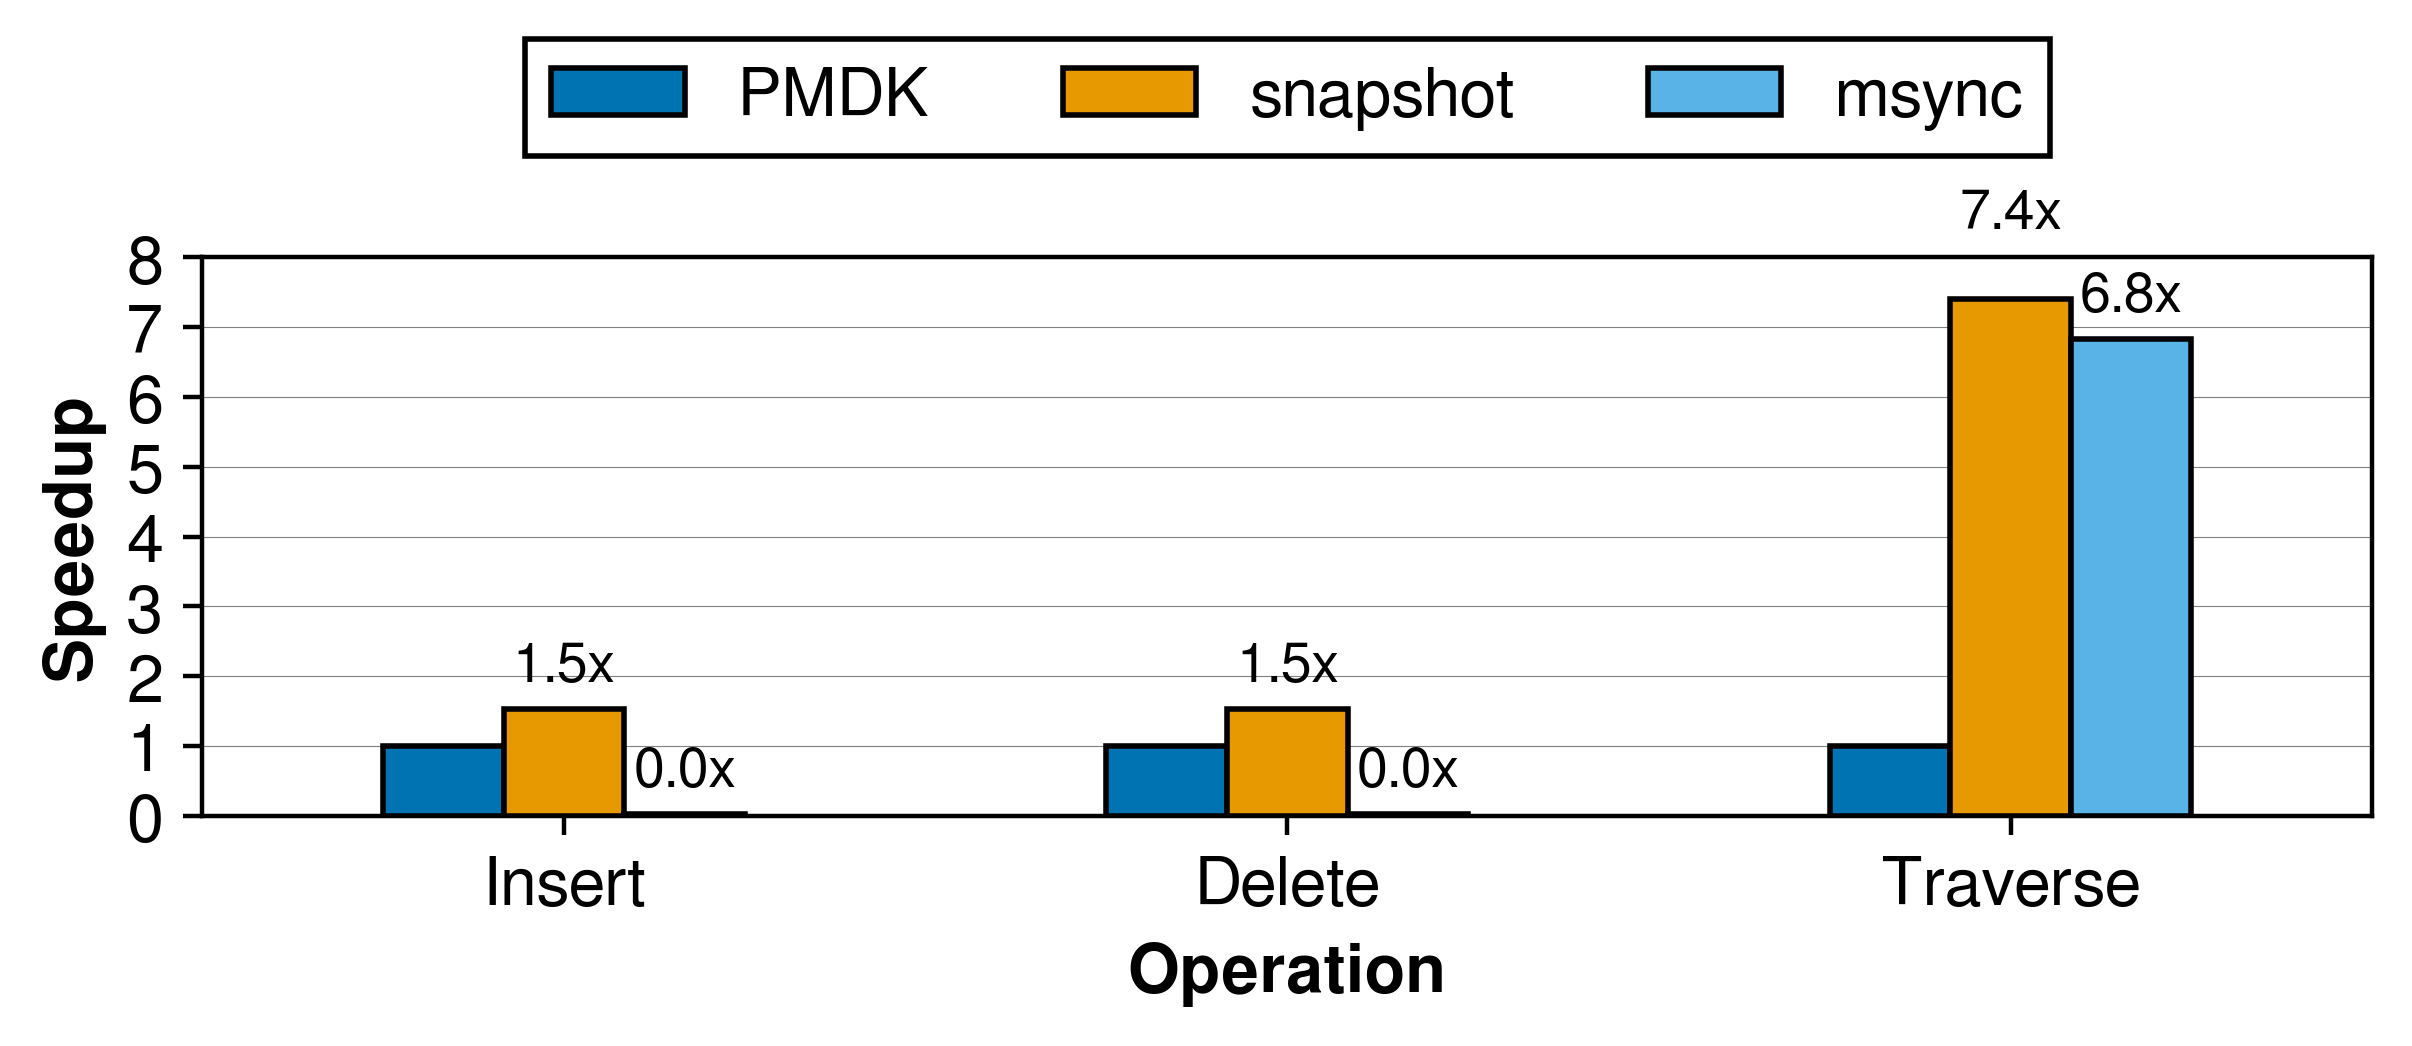 PMDK snapshot msync
7.4x
6.8x
8
7
6
5
4
3
2
1
0
Speedup
1.5x
0.0x
1.5x
0.0x
Insert Delete Traverse
Operation